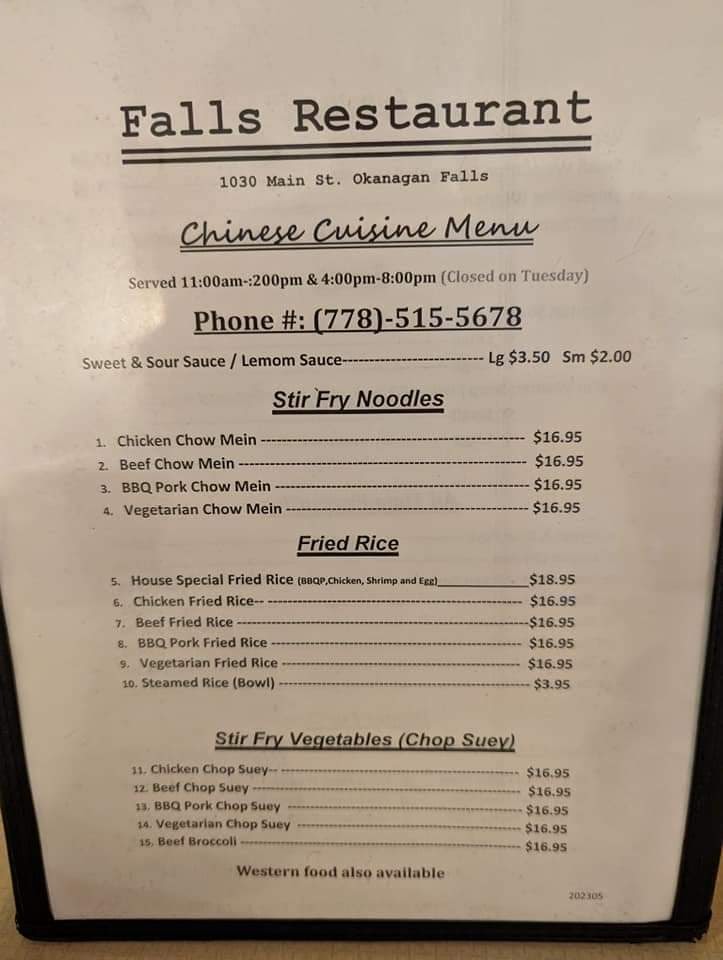 Falls Restaurant
1030 Main St. Okanagan Falls
Chinese Cuisine Menu
Served 11:00am-:200pm & 4:00pm-8:00pm (Closed on Tuesday)
Phone #: (778)-515-5678
Sweet & Sour Sauce / Lemom Sauce------------------------- Lg $3.50 Sm $2.00
Stir Fry Noodles
1. Chicken Chow Mein ------------------------------------------------ $16.95
2. Beef Chow Mein ---------------------------------------------------- $16.95
3. BBQ Pork Chow Mein --------------------------------------------- $16.95
4. Vegetarian Chow Mein ------------------------------------------- $16.95
Fried Rice
5. House Special Fried Rice (BBQP,Chicken, Shrimp and Egg)______________$18.95
6. Chicken Fried Rice-- ------------------------------------------------ $16.95
7. Beef Fried Rice -------------------------------------------------------$16.95
8. BBQ Pork Fried Rice ----------------------------------------------- $16.95
9. Vegetarian Fried Rice --------------------------------------------- $16.95
10. Steamed Rice (Bowl) ---------------------------------------------- $3.95
Stir Fry Vegetables (Chop Suey)
11. Chicken Chop Suey-- --------------------------------------------- $16.95
12. Beef Chop Suey --------------------------------------------------- $16.95
13. BBQ Pork Chop Suey --------------------------------------------- $16.95
14. Vegetarian Chop Suey ------------------------------------------- $16.95
15. Beef Broccoli ------------------------------------------------------ $16.95
Western food also available
202305